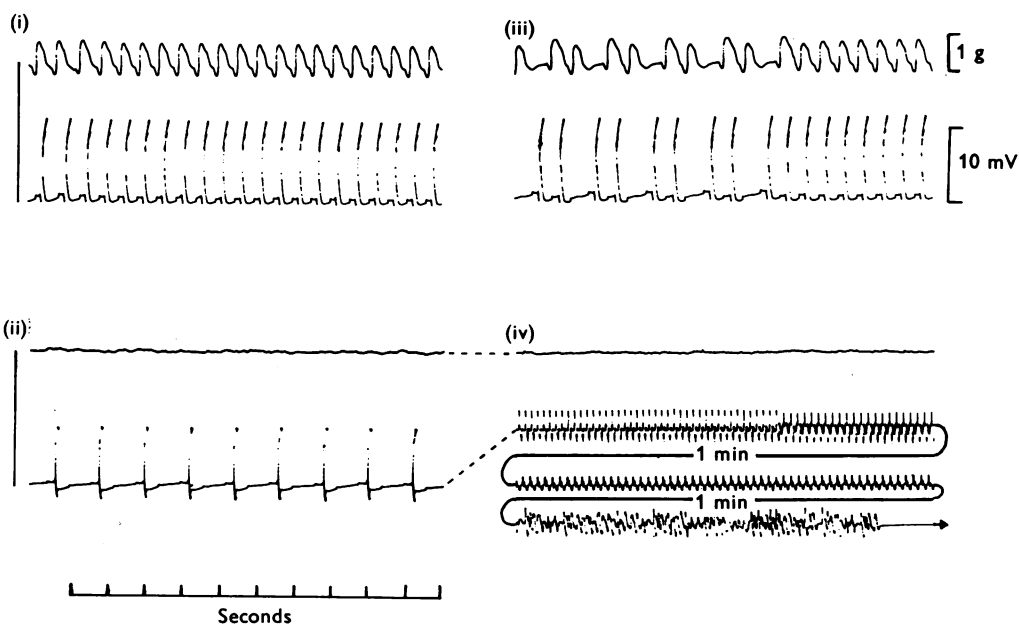 (i)
(iii)
1 g
10 mV
(ii)
(iv)
1 min
1 min
Seconds